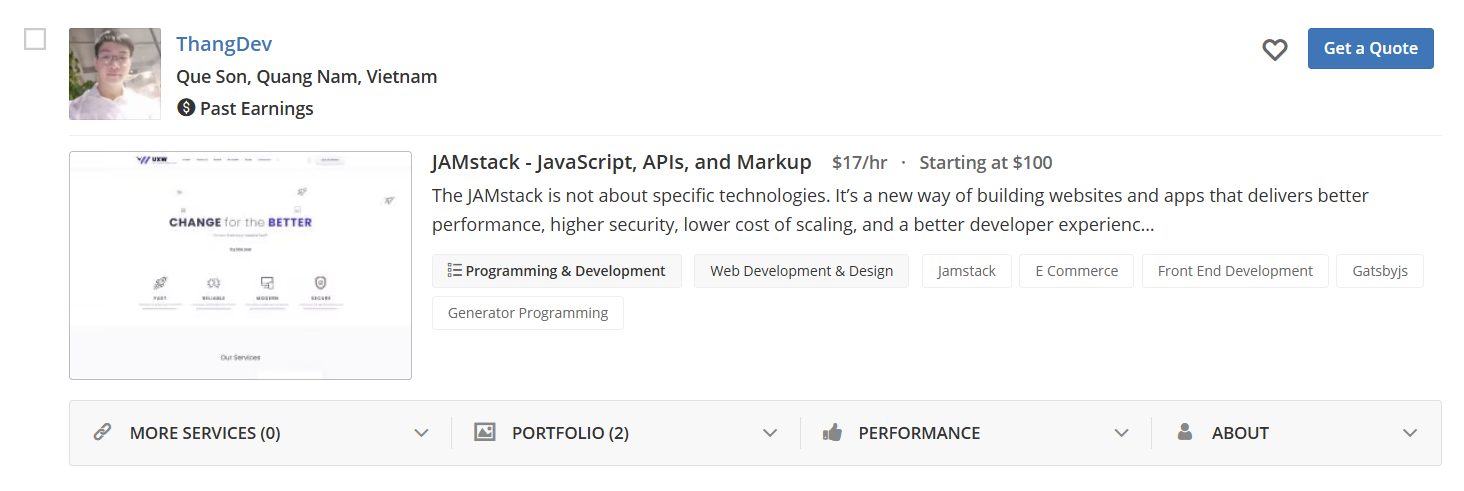 ThangDev
Get a Quote
Que Son, Quang Nam, Vietnam
Past Earnings
JAMstack - JavaScript, APIs, and Markup $17/hr · Starting at $100
The JAMstack is not about specific technologies. It’s a new way of building websites and apps that delivers better
performance, higher security, lower cost of scaling, and a better developer experienc...
Programming & Development Web Development & Design Jamstack E Commerce Front End Development Gatsbyjs
Generator Programming
UXW
CHANGE for the BETTER
FAST RELIABLE MODERN SECURE
Our Services
MORE SERVICES (0) PORTFOLIO (2) PERFORMANCE ABOUT